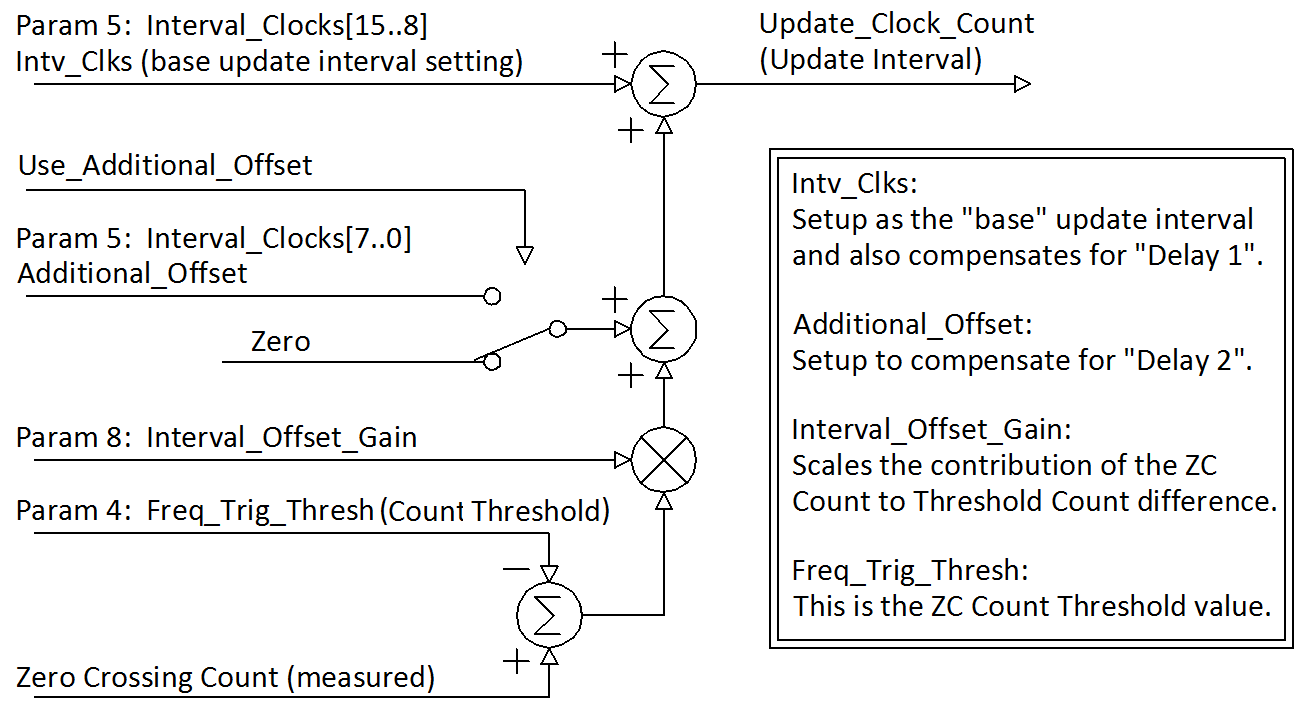 Param 5:  Interval_Clocks[15..8]
Intv_Clks (base update interval setting)
+
Σ
+
Update_Clock_Count
(Update Interval)
Use_Additional_Offset
Param 5:  Interval_Clocks[7..0]
Additional_Offset
Zero
+
Σ
+
Param 8:  Interval_Offset_Gain
Param 4:  Freq_Trig_Thresh (Count Threshold)
−
Σ
+
Zero Crossing Count (measured)
Intv_Clks:
Setup as the "base" update interval
and also compensates for "Delay 1".
Additional_Offset:
Setup to compensate for "Delay 2".
Interval_Offset_Gain:
Scales the contribution of the ZC
Count to Threshold Count difference.
Freq_Trig_Thresh:
This is the ZC Count Threshold value.